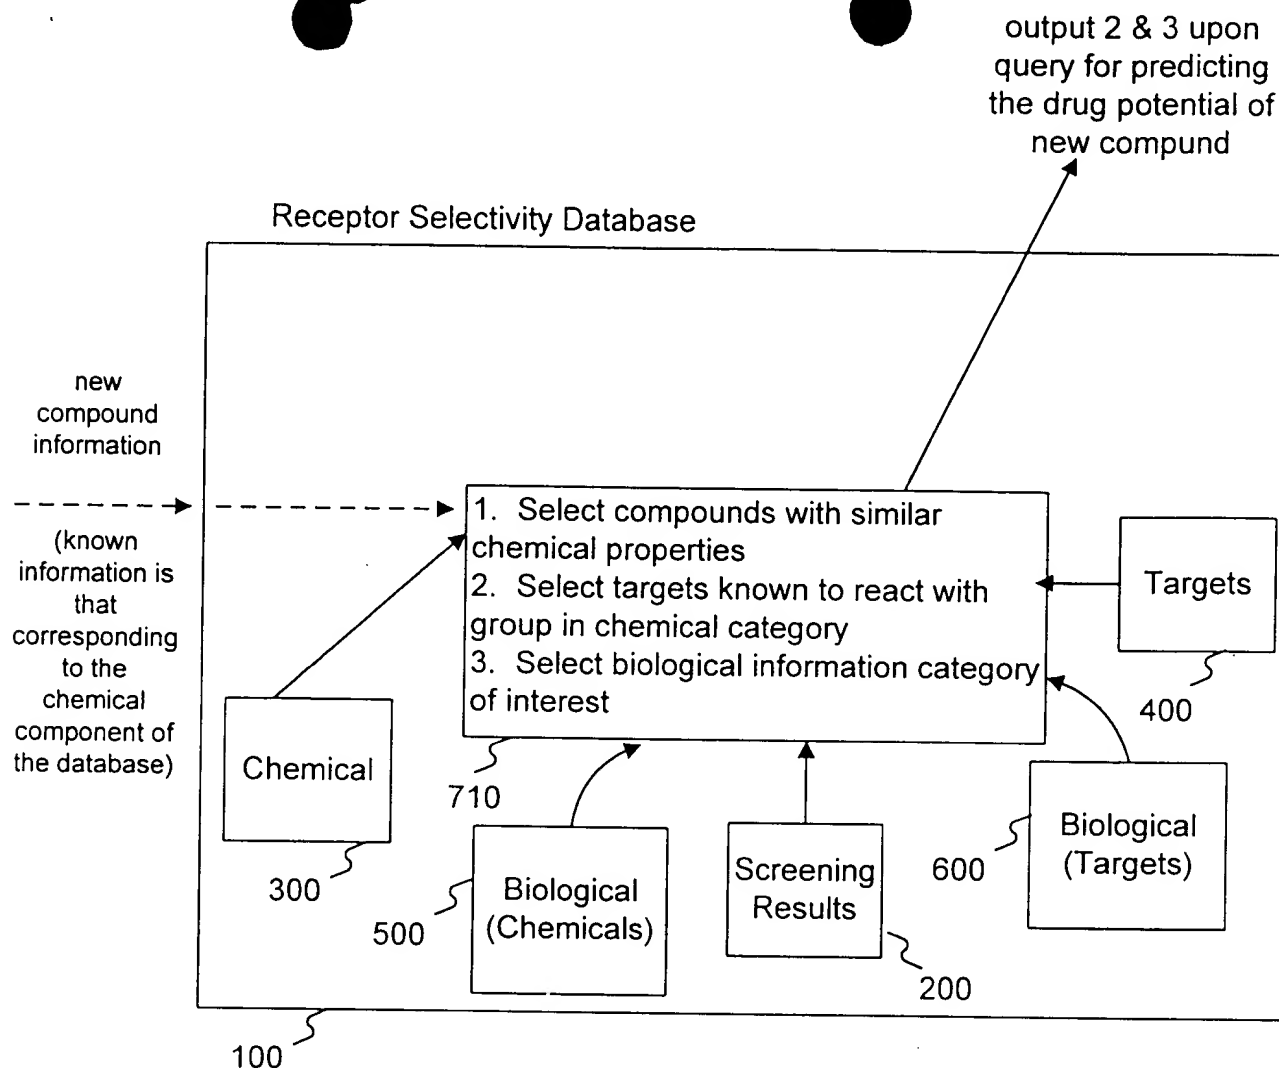 output 2 & 3 upon
query for predicting
the drug potential of
new compund
Receptor Selectivity Database
new
compound
information
(known
information is
that
corresponding
to the
chemical
component of
the database)
1. Select compounds with similar
chemical properties
2. Select targets known to react with
group in chemical category
3. Select biological information category
of interest
710
Targets
400
Chemical
300
Biological
(Chemicals)
500
Screening
Results
200
Biological
(Targets)
600
100